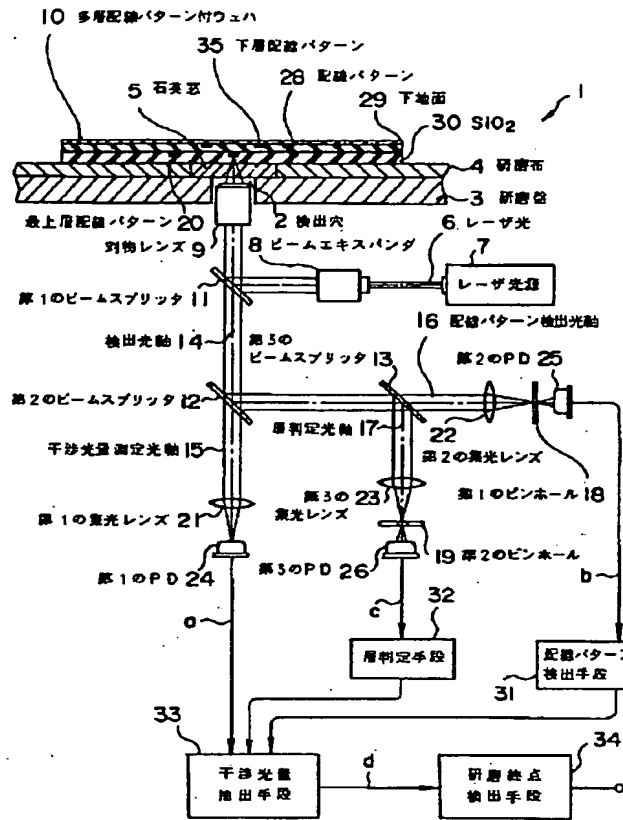 10 多層配線パターン付ウェハ
35 下層配線パターン
28 配線パターン
5 石英窓
29 下地面
1
30 SiO₂
4 研磨布
3 研磨盤
2 検出穴
最上層配線パターン 20
対物レンズ 9
6 レーザ光
8 ビームエキスパンダ
7
レーザ光源
第1のビームスプリッタ 11
検出光軸 14
第3のビームスプリッタ 13
16 配線パターン検出光軸
第2のPD 25
第2のビームスプリッタ 12
層判定光軸 17
22
第2の集光レンズ
18
第1のピンホール
干渉光量測定光軸 15
第1の集光レンズ 21
第3の集光レンズ 23
19 第2のピンホール
第1のPD 24
第3のPD 26
a
c
b
32
層判定手段
配線パターン検出手段
31
33
干渉光量抽出手段
d
34
研磨終点検出手段